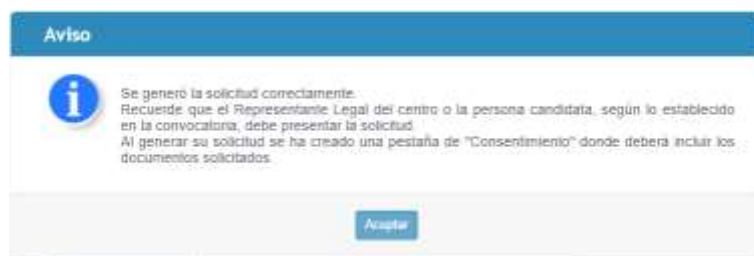 Aviso
Se generó la solicitud correctamente.
Recuerde que el Representante Legal del centro o la persona candidata, según lo establecido
en la convocatoria, debe presentar la solicitud.
Al generar su solicitud se ha creado una pestaña de "Consentimiento" donde deberá incluir los
documentos solicitados.
Aceptar